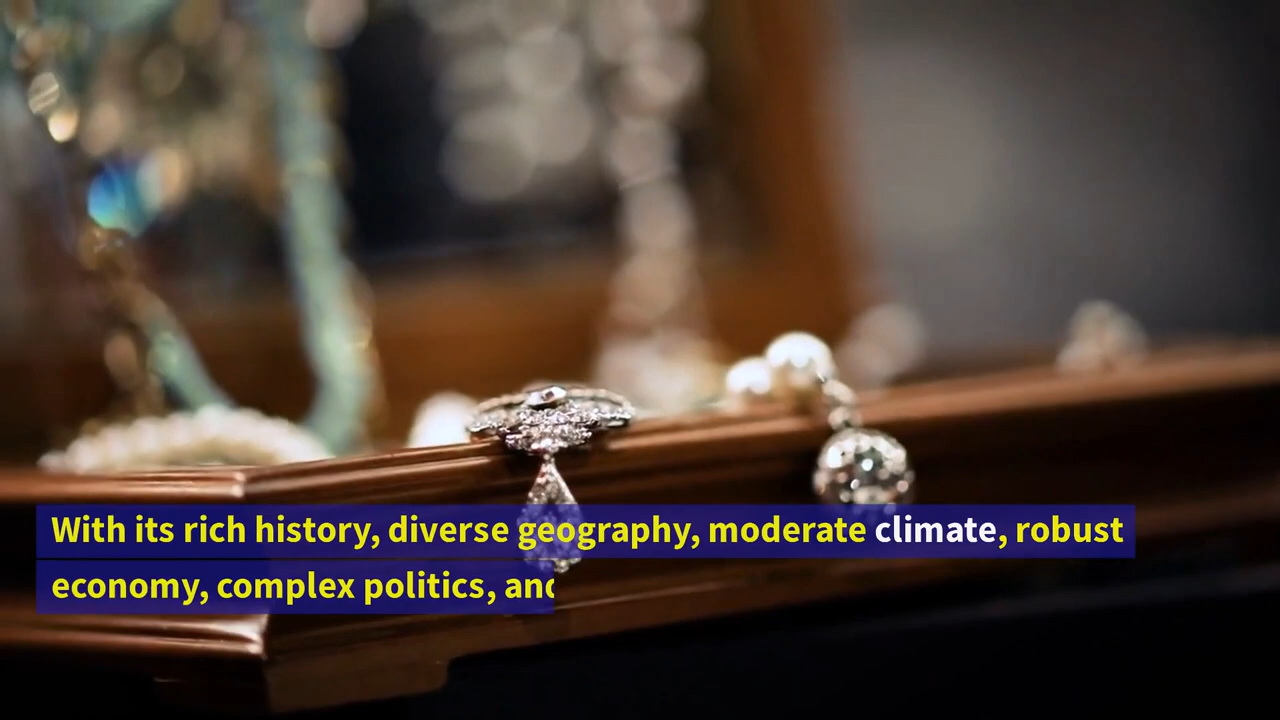 With its rich history, diverse geography, moderate climate, robust
economy, complex politics, and